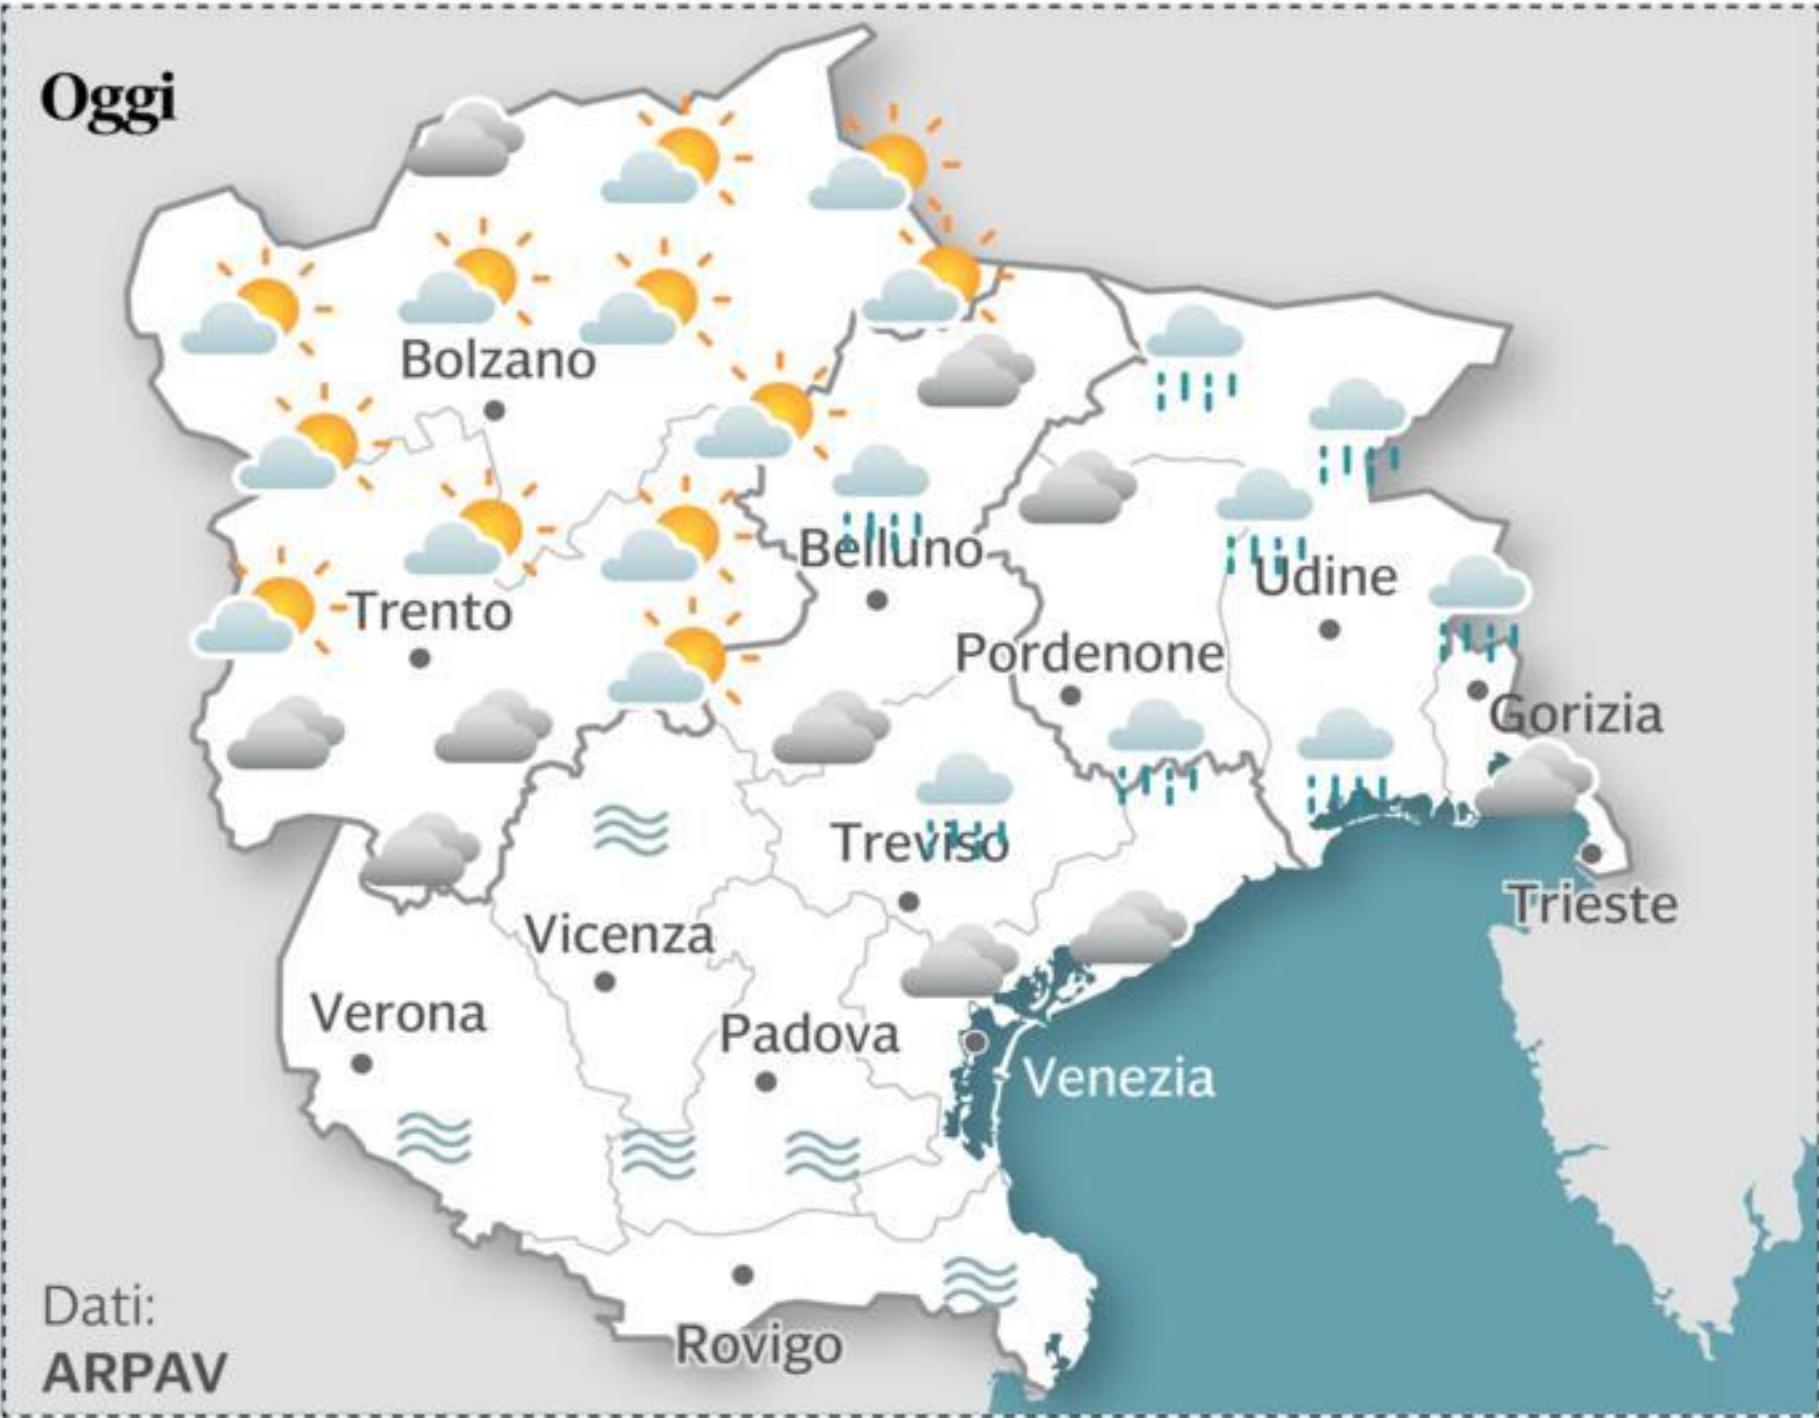 Oggi
Bolzano
Belluno
Udine
Trento
Pordenone
Gorizia
Treviso
Trieste
Vicenza
Verona
Padova
Venezia
Rovigo
Dati:
ARPAV